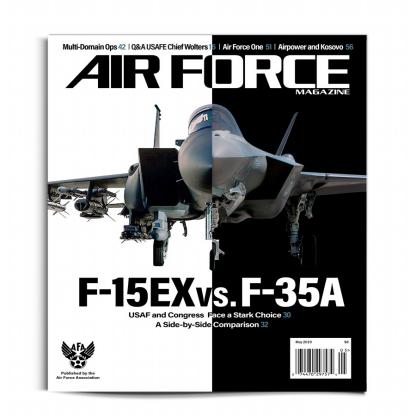 Multi-Domain Ops 42 | Q&A USAFE Chief Wolters 16 | Air Force One 51 | Airpower and Kosovo 56
AIR FORCE
MAGAZINE
F-15EX vs. F-35A
USAF and Congress Face a Stark Choice 30
A Side-by-Side Comparison 32
AFA
Published by the
Air Force Association
May 2019
$8